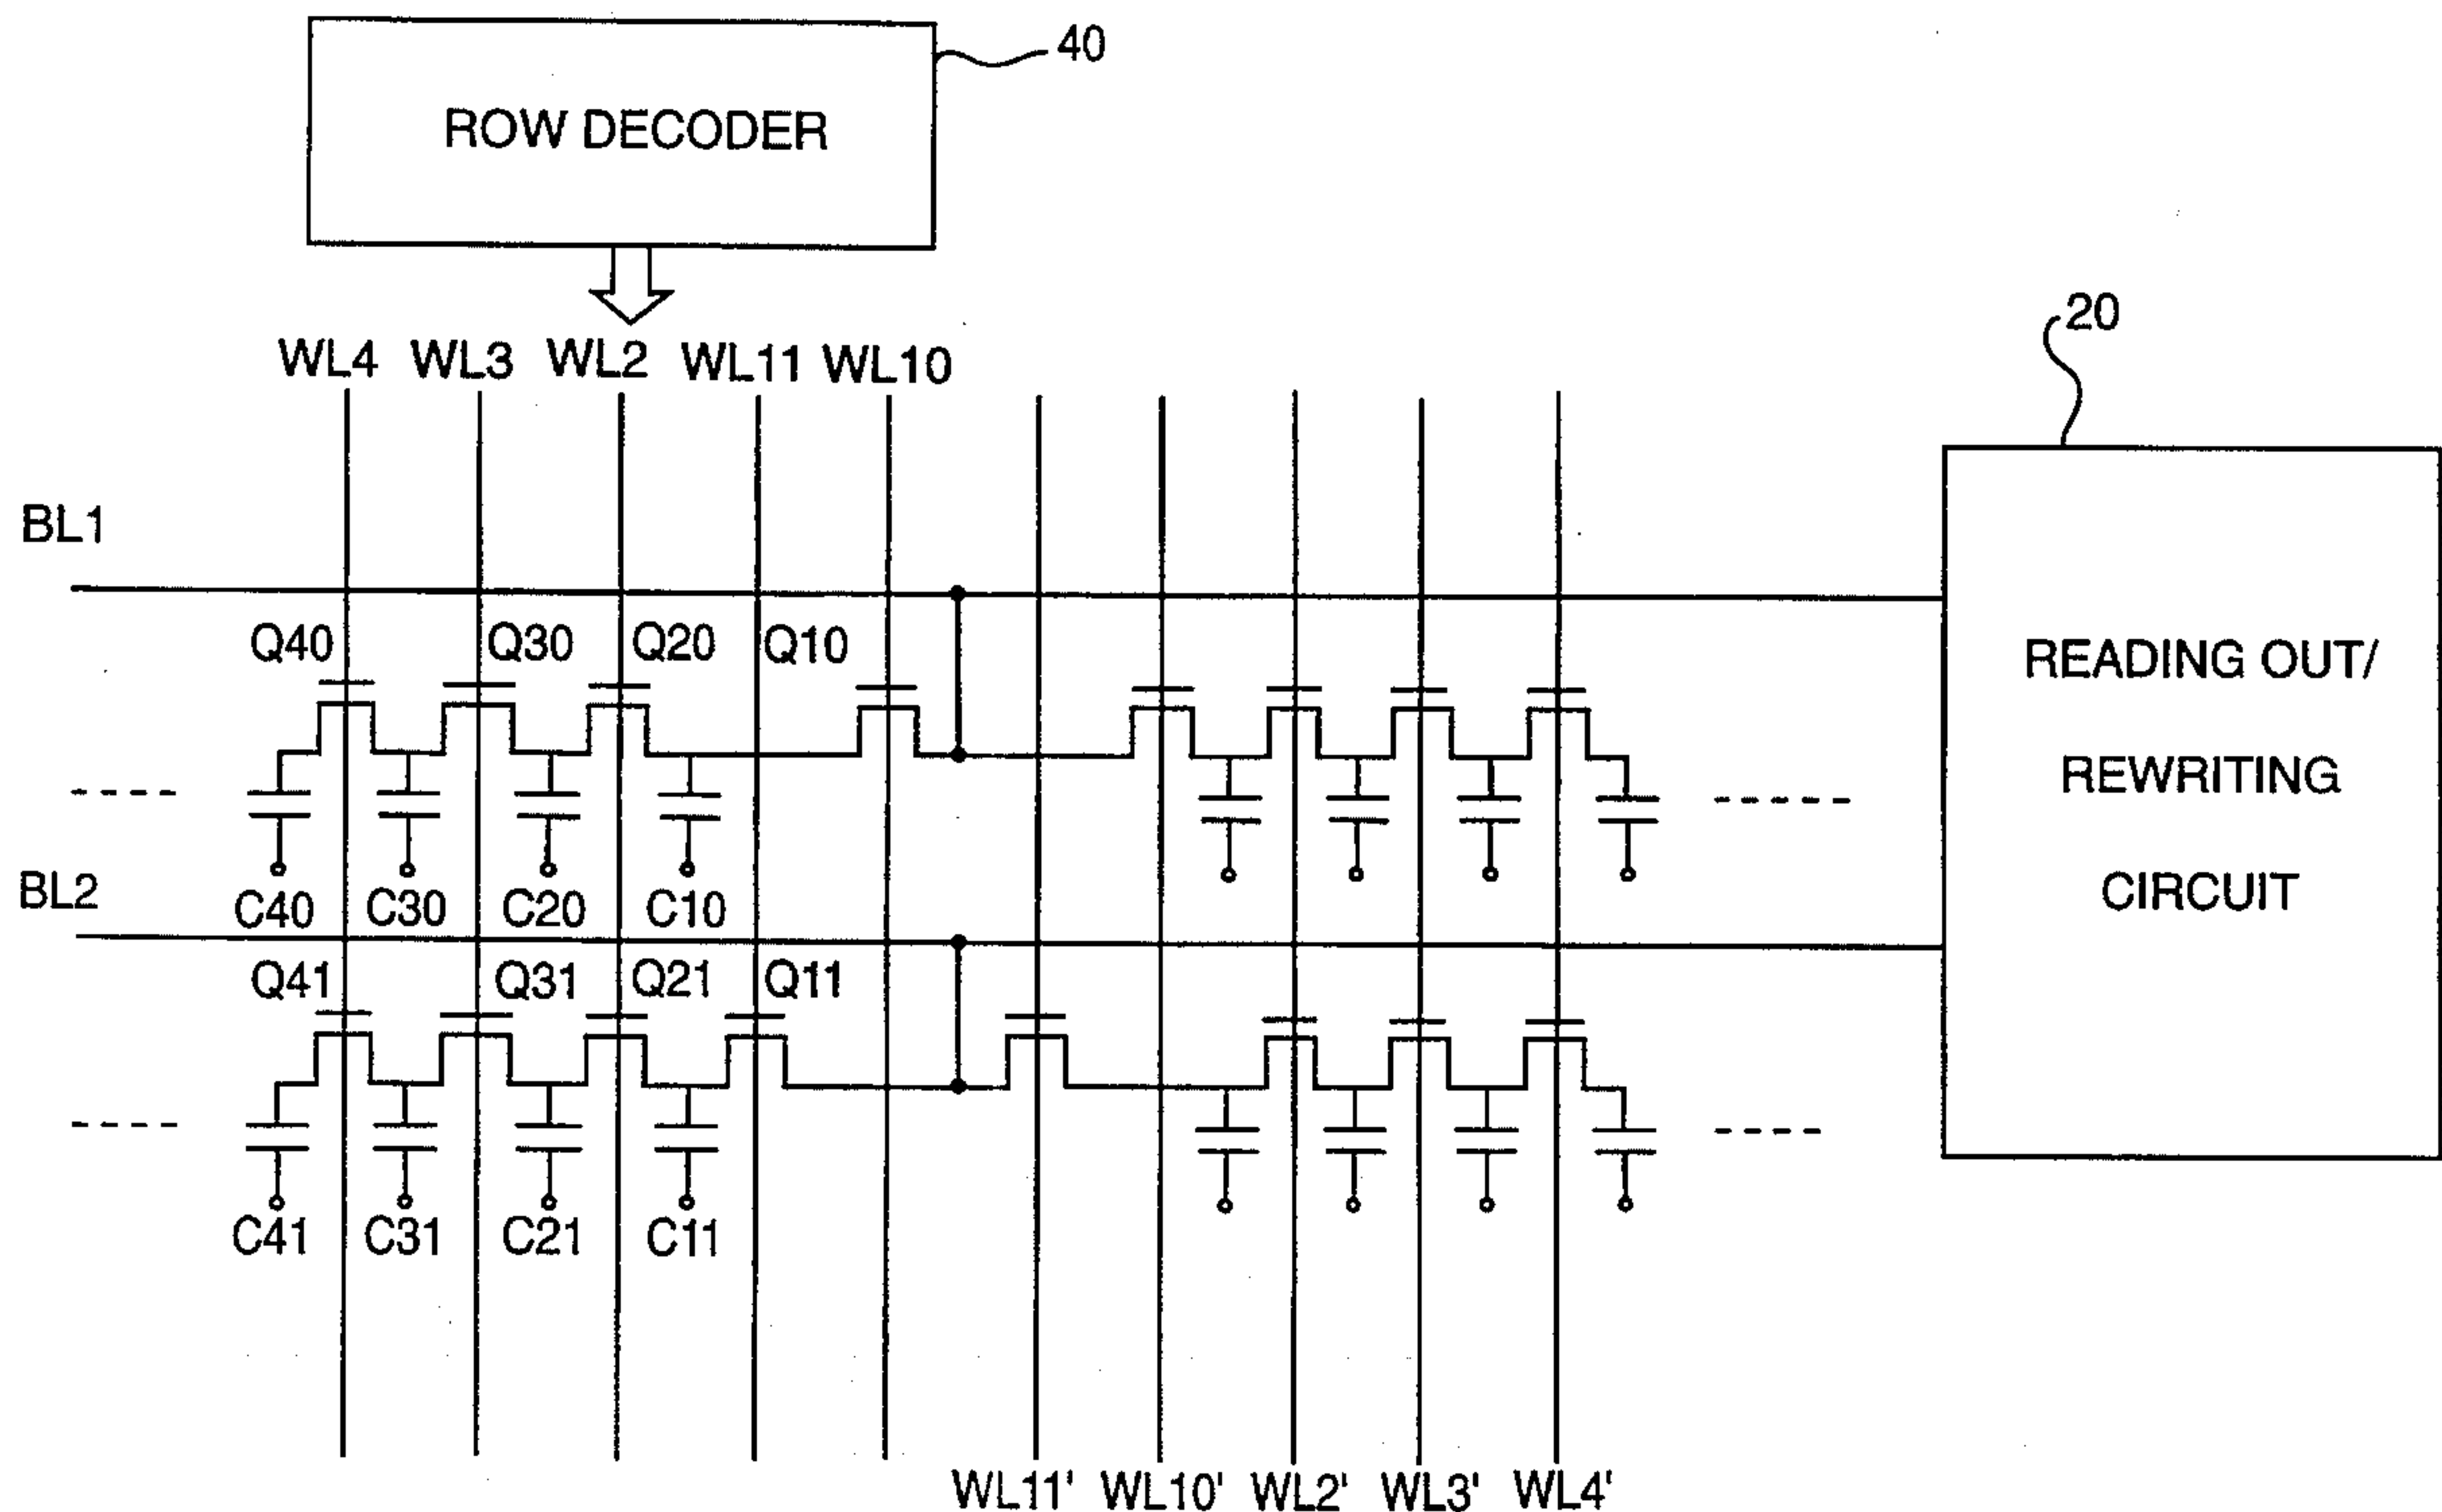 40
ROW DECODER
20
WL4 WL3 WL2 WL11 WL10
BL1
Q40 Q30 Q20 Q10
READING OUT/
REWRITING
CIRCUIT
BL2
C40 C30 C20 C10
Q41 Q31 Q21 Q11
C41 C31 C21 C11
WL11' WL10' WL2' WL3' WL4'